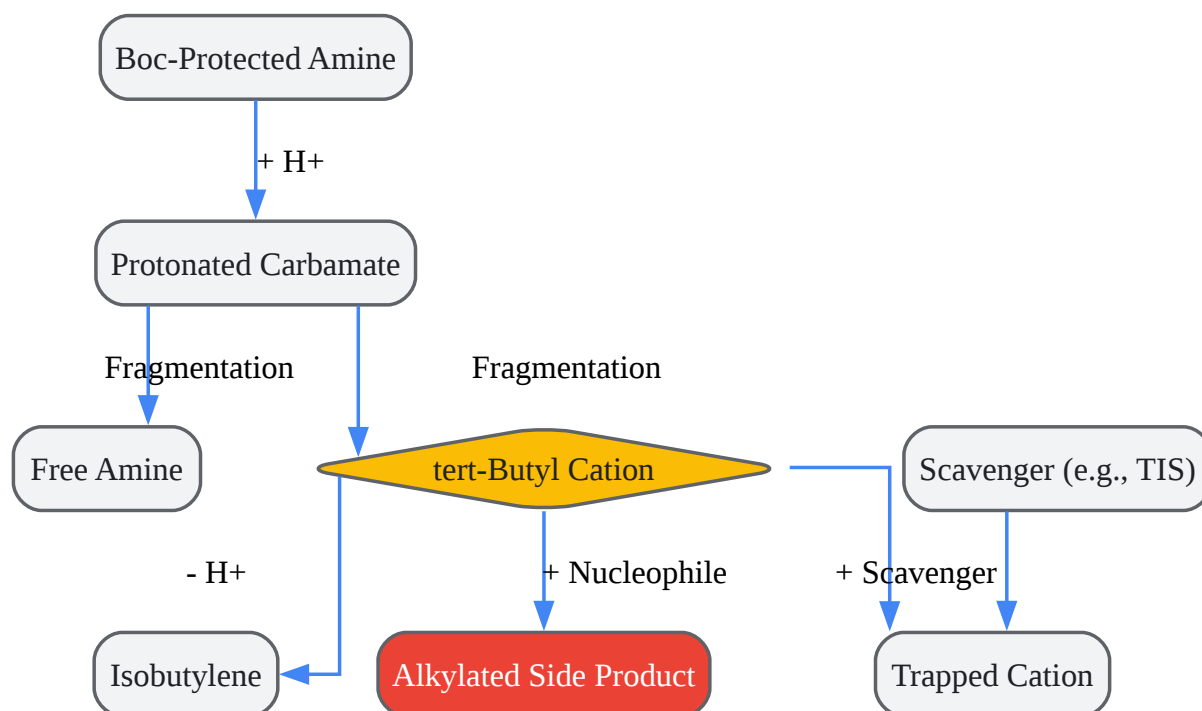 Boc-Protected Amine
+ H+
Protonated Carbamate
Fragmentation
Fragmentation
Free Amine
tert-Butyl Cation
Scavenger (e.g., TIS)
- H+
+ Nucleophile
+ Scavenger
Isobutylene
Alkylated Side Product
Trapped Cation